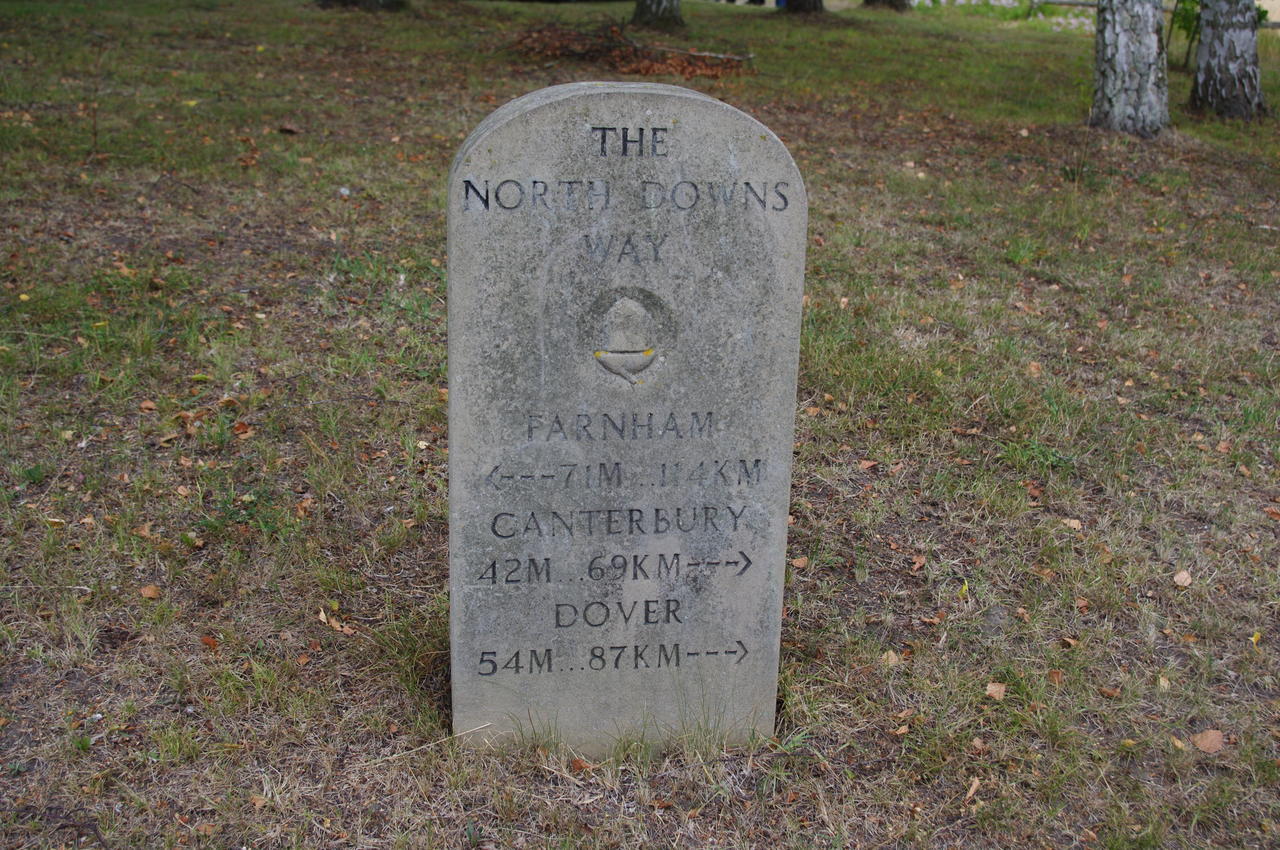 THE
NORTH DOWNS
WAY
FARNHAM
<---71M...114KM
CANTERBURY
42M...69KM--->
DOVER
54M...87KM--->